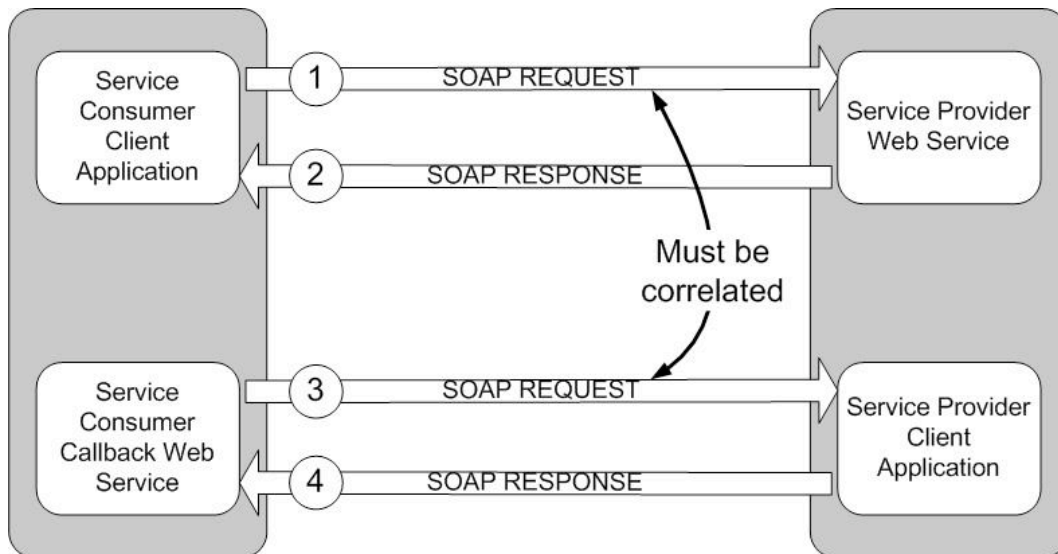 Service
Consumer
Client
Application
1
SOAP REQUEST
Service Provider
Web Service
2
SOAP RESPONSE
Must be
correlated
Service
Consumer
Callback Web
Service
3
SOAP REQUEST
Service Provider
Client
Application
4
SOAP RESPONSE